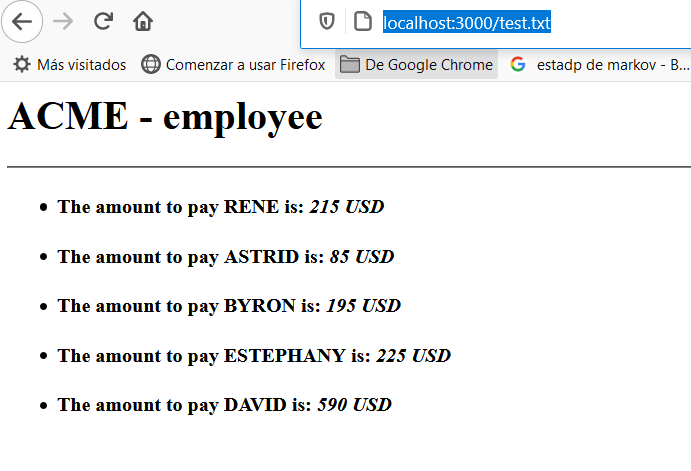 localhost:3000/test.txt
Más visitados Comenzar a usar Firefox De Google Chrome estadp de markov - B...
ACME - employee
The amount to pay RENE is: 215 USD
The amount to pay ASTRID is: 85 USD
The amount to pay BYRON is: 195 USD
The amount to pay ESTEPHANY is: 225 USD
The amount to pay DAVID is: 590 USD